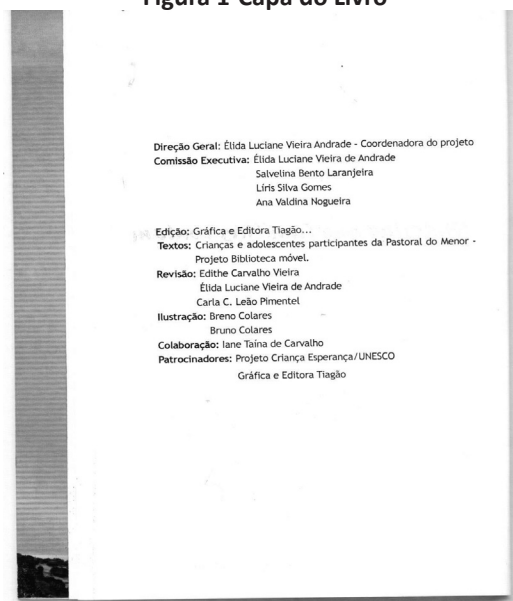 Figura 1 Capa do Livro
Direção Geral: Élida Luciane Vieira Andrade - Coordenadora do projeto
Comissão Executiva: Élida Luciane Vieira de Andrade
Salvelina Bento Laranjeira
Líris Silva Gomes
Ana Valdina Nogueira
Edição: Gráfica e Editora Tiagão...
Textos: Crianças e adolescentes participantes da Pastoral do Menor -
Projeto Biblioteca móvel.
Revisão: Edithe Carvalho Vieira
Élida Luciane Vieira de Andrade
Carla C. Leão Pimentel
Ilustração: Breno Colares
Bruno Colares
Colaboração: Iane Taína de Carvalho
Patrocinadores: Projeto Criança Esperança/UNESCO
Gráfica e Editora Tiagão